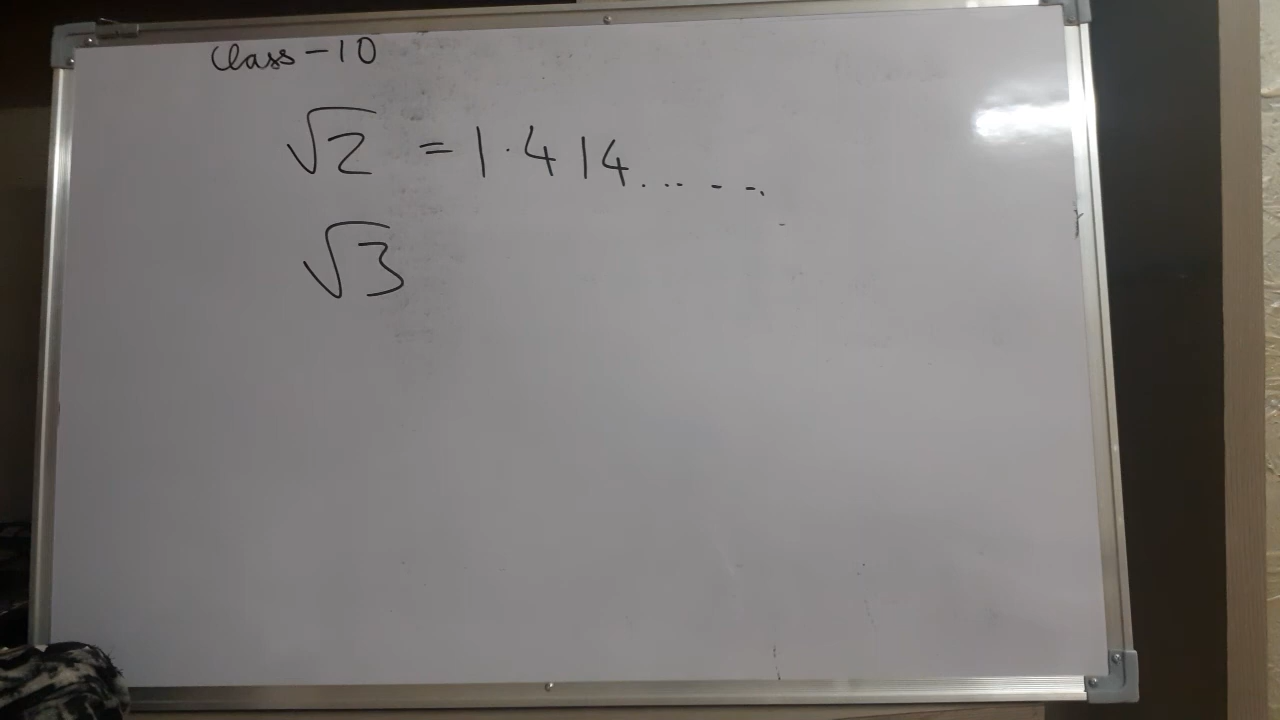 Class-10
√2 = 1.414.... - --.
√3